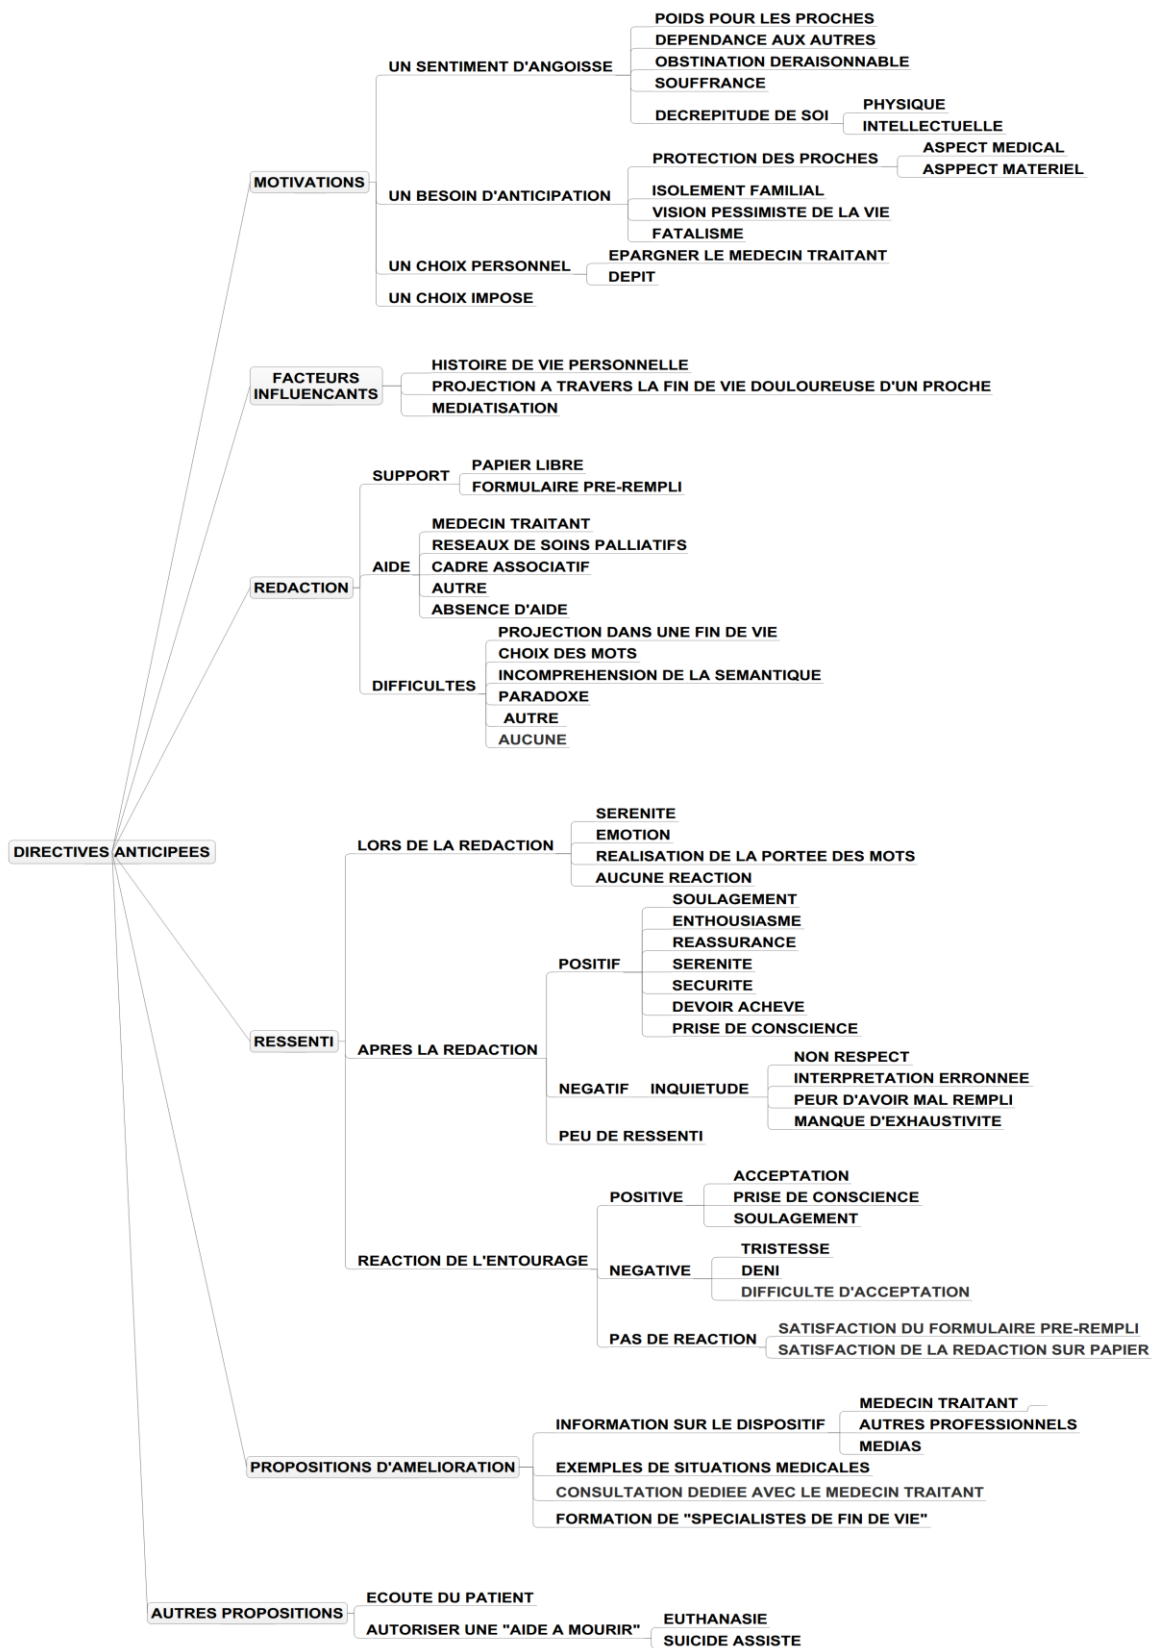 POIDS POUR LES PROCHES
DEPENDANCE AUX AUTRES
UN SENTIMENT D'ANGOISSE
OBSTINATION DERAISONNABLE
SOUFFRANCE
DECREPITUDE DE SOI
PHYSIQUE
INTELLECTUELLE
MOTIVATIONS
UN BESOIN D'ANTICIPATION
PROTECTION DES PROCHES
ASPECT MEDICAL
ASPPECT MATERIEL
ISOLEMENT FAMILIAL
VISION PESSIMISTE DE LA VIE
FATALISME
UN CHOIX PERSONNEL
EPARGNER LE MEDECIN TRAITANT
DEPIT
UN CHOIX IMPOSE
FACTEURS
INFLUENCANTS
HISTOIRE DE VIE PERSONNELLE
PROJECTION A TRAVERS LA FIN DE VIE DOULOUREUSE D'UN PROCHE
MEDIATISATION
REDACTION
SUPPORT
PAPIER LIBRE
FORMULAIRE PRE-REMPLI
AIDE
MEDECIN TRAITANT
RESEAUX DE SOINS PALLIATIFS
CADRE ASSOCIATIF
AUTRE
ABSENCE D'AIDE
DIFFICULTES
PROJECTION DANS UNE FIN DE VIE
CHOIX DES MOTS
INCOMPREHENSION DE LA SEMANTIQUE
PARADOXE
AUTRE
AUCUNE
DIRECTIVES ANTICIPEES
RESSENTI
LORS DE LA REDACTION
SERENITE
EMOTION
REALISATION DE LA PORTEE DES MOTS
AUCUNE REACTION
APRES LA REDACTION
POSITIF
SOULAGEMENT
ENTHOUSIASME
REASSURANCE
SERENITE
SECURITE
DEVOIR ACHEVE
PRISE DE CONSCIENCE
NEGATIF
INQUIETUDE
NON RESPECT
INTERPRETATION ERRONNEE
PEUR D'AVOIR MAL REMPLI
MANQUE D'EXHAUSTIVITE
PEU DE RESSENTI
REACTION DE L'ENTOURAGE
POSITIVE
ACCEPTATION
PRISE DE CONSCIENCE
SOULAGEMENT
NEGATIVE
TRISTESSE
DENI
DIFFICULTE D'ACCEPTATION
PAS DE REACTION
SATISFACTION DU FORMULAIRE PRE-REMPLI
SATISFACTION DE LA REDACTION SUR PAPIER
PROPOSITIONS D'AMELIORATION
INFORMATION SUR LE DISPOSITIF
MEDECIN TRAITANT
AUTRES PROFESSIONNELS
MEDIAS
EXEMPLES DE SITUATIONS MEDICALES
CONSULTATION DEDIEE AVEC LE MEDECIN TRAITANT
FORMATION DE "SPECIALISTES DE FIN DE VIE"
AUTRES PROPOSITIONS
ECOUTE DU PATIENT
AUTORISER UNE "AIDE A MOURIR"
EUTHANASIE
SUICIDE ASSISTE